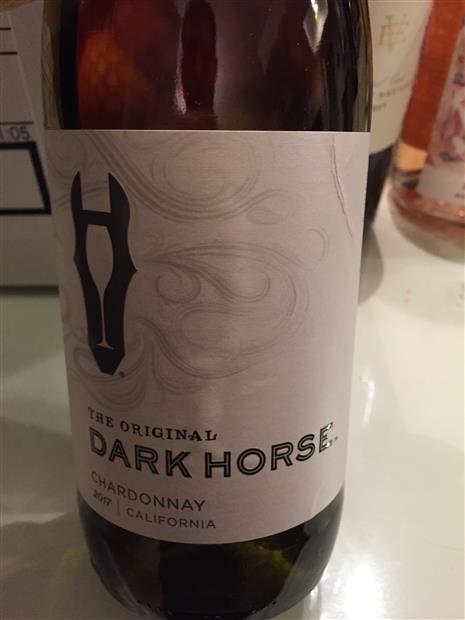 THE ORIGINAL
DARK HORSE
CHARDONNAY
2017 | CALIFORNIA